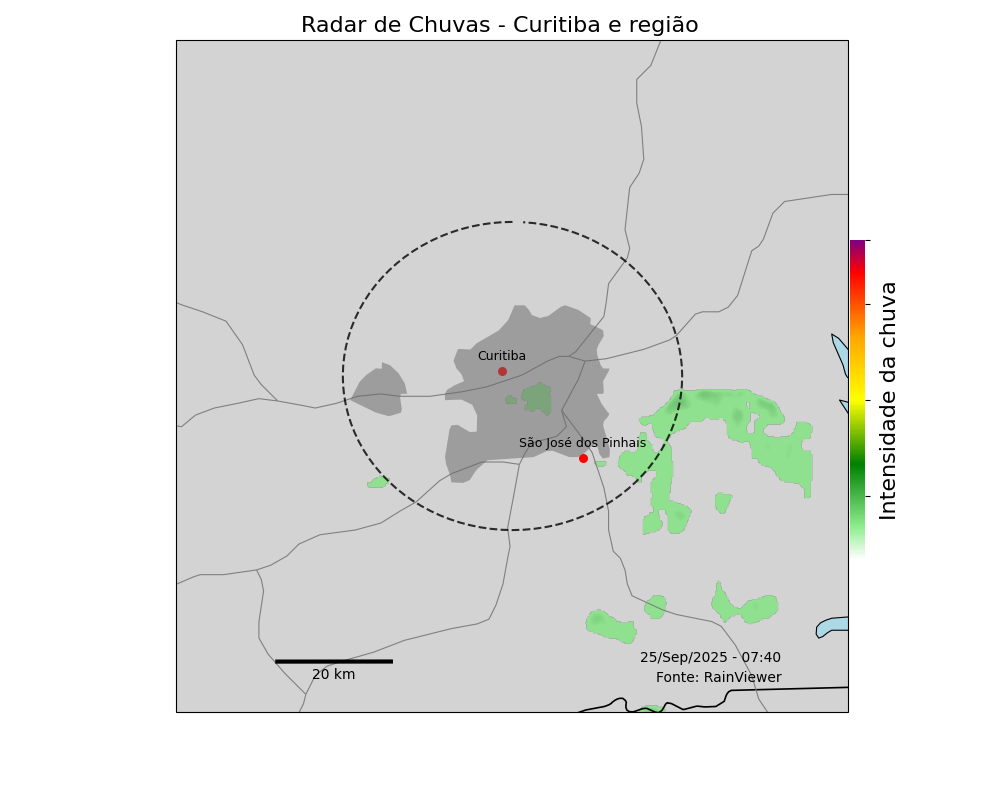 Radar de Chuvas - Curitiba e região
Curitiba
São José dos Pinhais
Intensidade da chuva
25/Sep/2025 - 07:40
20 km
Fonte: RainViewer